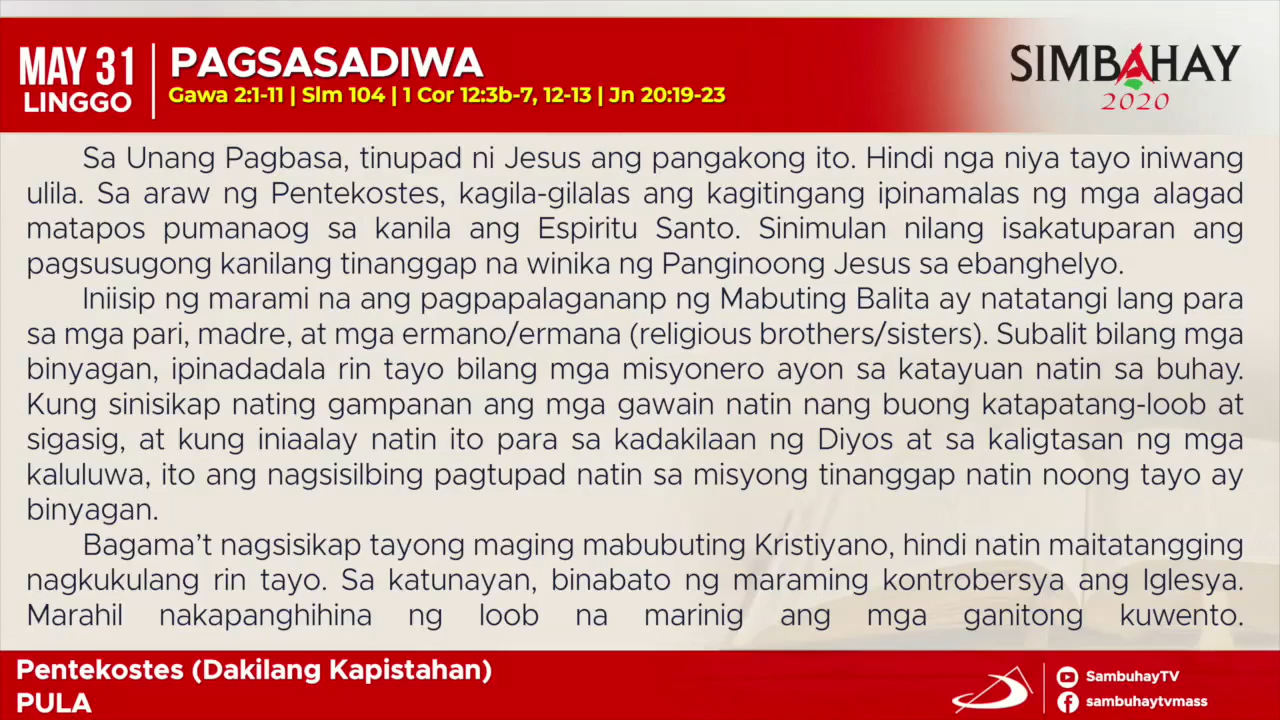 MAY 31
LINGGO
PAGSASADIWA
Gawa 2:1-11 | Slm 104 | 1 Cor 12:3b-7, 12-13 | Jn 20:19-23
SIMBAHAY
2020
Sa Unang Pagbasa, tinupad ni Jesus ang pangakong ito. Hindi nga niya tayo iniwang
ulila. Sa araw ng Pentekostes, kagila-gilalas ang kagitingang ipinamalas ng mga alagad
matapos pumanaog sa kanila ang Espiritu Santo. Sinimulan nilang isakatuparan ang
pagsusugong kanilang tinanggap na winika ng Panginoong Jesus sa ebanghelyo.
Iniisip ng marami na ang pagpapalagananp ng Mabuting Balita ay natatangi lang para
sa mga pari, madre, at mga ermano/ermana (religious brothers/sisters). Subalit bilang mga
binyagan, ipinadadala rin tayo bilang mga misyonero ayon sa katayuan natin sa buhay.
Kung sinisikap nating gampanan ang mga gawain natin nang buong katapatang-loob at
sigasig, at kung iniaalay natin ito para sa kadakilaan ng Diyos at sa kaligtasan ng mga
kaluluwa, ito ang nagsisilbing pagtupad natin sa misyong tinanggap natin noong tayo ay
binyagan.
Bagama't nagsisikap tayong maging mabubuting Kristiyano, hindi natin maitatangging
nagkukulang rin tayo. Sa katunayan, binabato ng maraming kontrobersya ang Iglesya.
Marahil nakapanghihina ng loob na marinig ang mga ganitong kuwento.
Pentekostes (Dakilang Kapistahan)
PULA
SambuhayTV
sambuhaytvmass